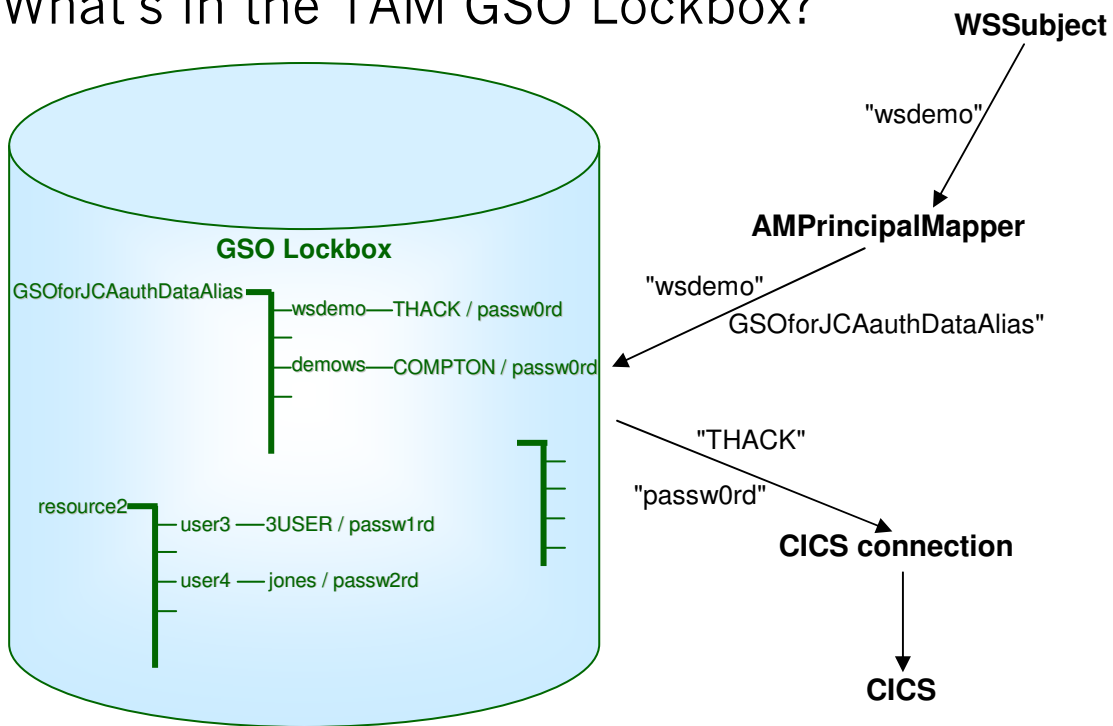 What's in the TAM GSO Lockbox?
WSSubject
"wsdemo"
AMPrincipalMapper
"wsdemo"
GSOforJCAauthDataAlias"
GSO Lockbox
GSOforJCAauthDataAlias
wsdemo THACK / passw0rd
demows COMPTON / passw0rd
"THACK"
"passw0rd"
resource2
user3 3USER / passw1rd
user4 jones / passw2rd
CICS connection
CICS